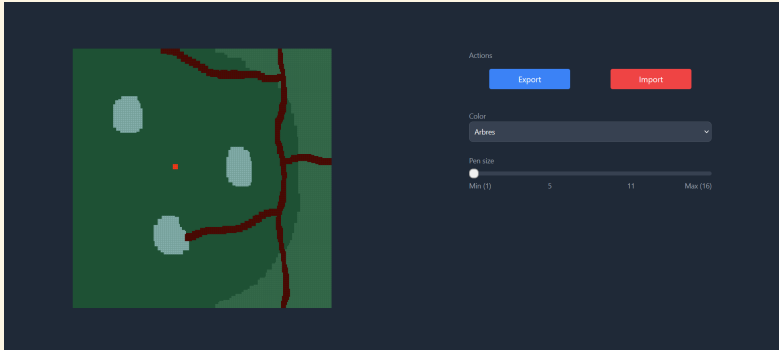 Actions
Export
Import
Color
Arbres
Pen size
Min (1)
5
11
Max (16)